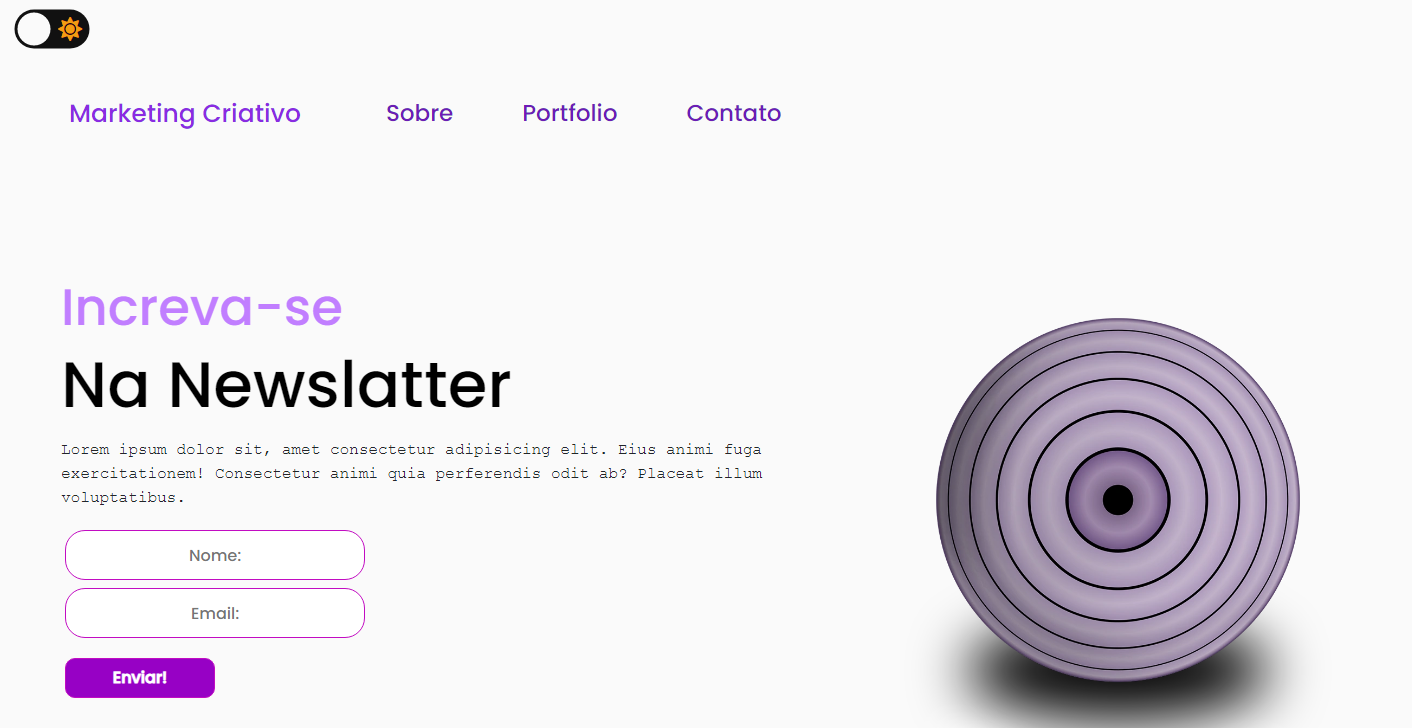 Marketing Criativo Sobre Portfolio Contato
Increva-se
Na Newslatter
Lorem ipsum dolor sit, amet consectetur adipisicing elit. Eius animi fuga
exercitationem! Consectetur animi quia perferendis odit ab? Placeat illum
voluptatibus.
Nome:
Email:
Enviar!